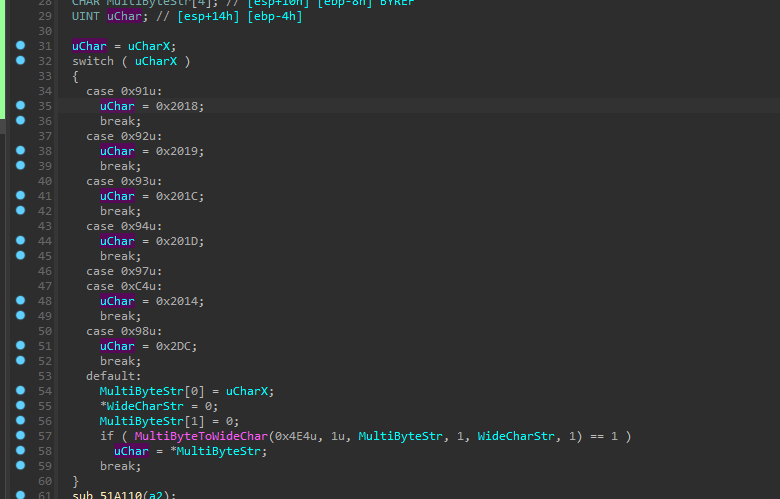 28 CHAR MultiByteStr[4]; // [esp+10h] [ebp-8h] BYREF
29 UINT uChar; // [esp+14h] [ebp-4h]
30
31 uChar = uCharX;
32 switch ( uCharX )
33 {
34 case 0x91u:
35 uChar = 0x2018;
36 break;
37 case 0x92u:
38 uChar = 0x2019;
39 break;
40 case 0x93u:
41 uChar = 0x201C;
42 break;
43 case 0x94u:
44 uChar = 0x201D;
45 break;
46 case 0x97u:
47 case 0xC4u:
48 uChar = 0x2014;
49 break;
50 case 0x98u:
51 uChar = 0x2DC;
52 break;
53 default:
54 MultiByteStr[0] = uCharX;
55 *WideCharStr = 0;
56 MultiByteStr[1] = 0;
57 if ( MultiByteToWideChar(0x4E4u, 1u, MultiByteStr, 1, WideCharStr, 1) == 1 )
58 uChar = *MultiByteStr;
59 break;
60 }
61 sub_51A110(a2);